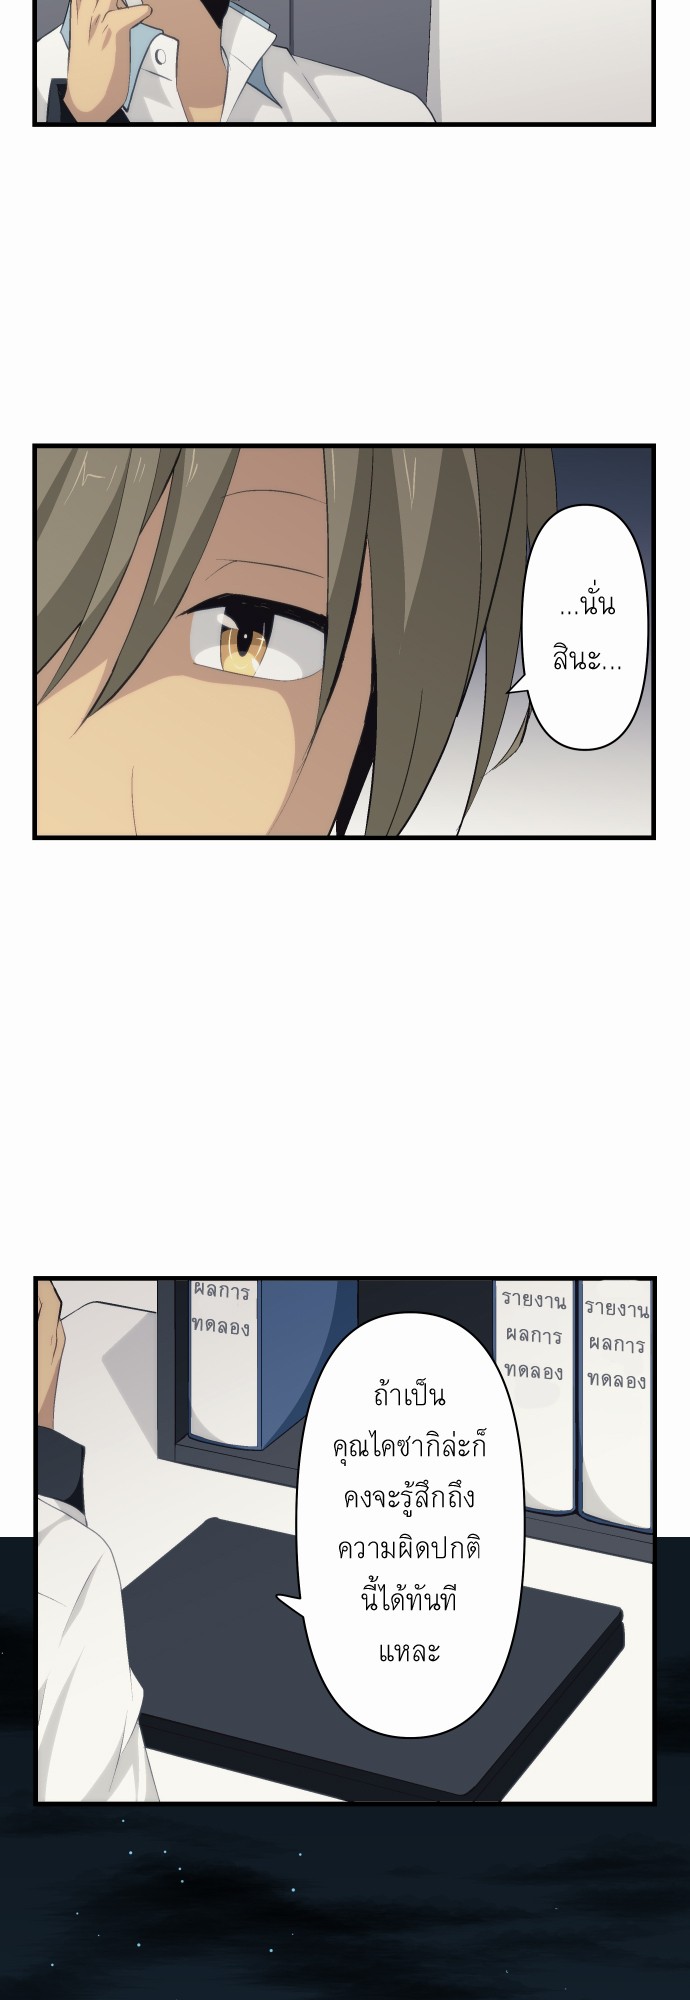 ...นั่น
สินะ...
ผลการ
ทดลอง
รายงาน
ผลการ
ทดลอง
รายงาน
ผลการ
ทดลอง
ถ้าเป็น
คุณไคซากิล่ะก็
คงจะรู้สึกถึง
ความผิดปกติ
นี้ได้ทันที
แหละ